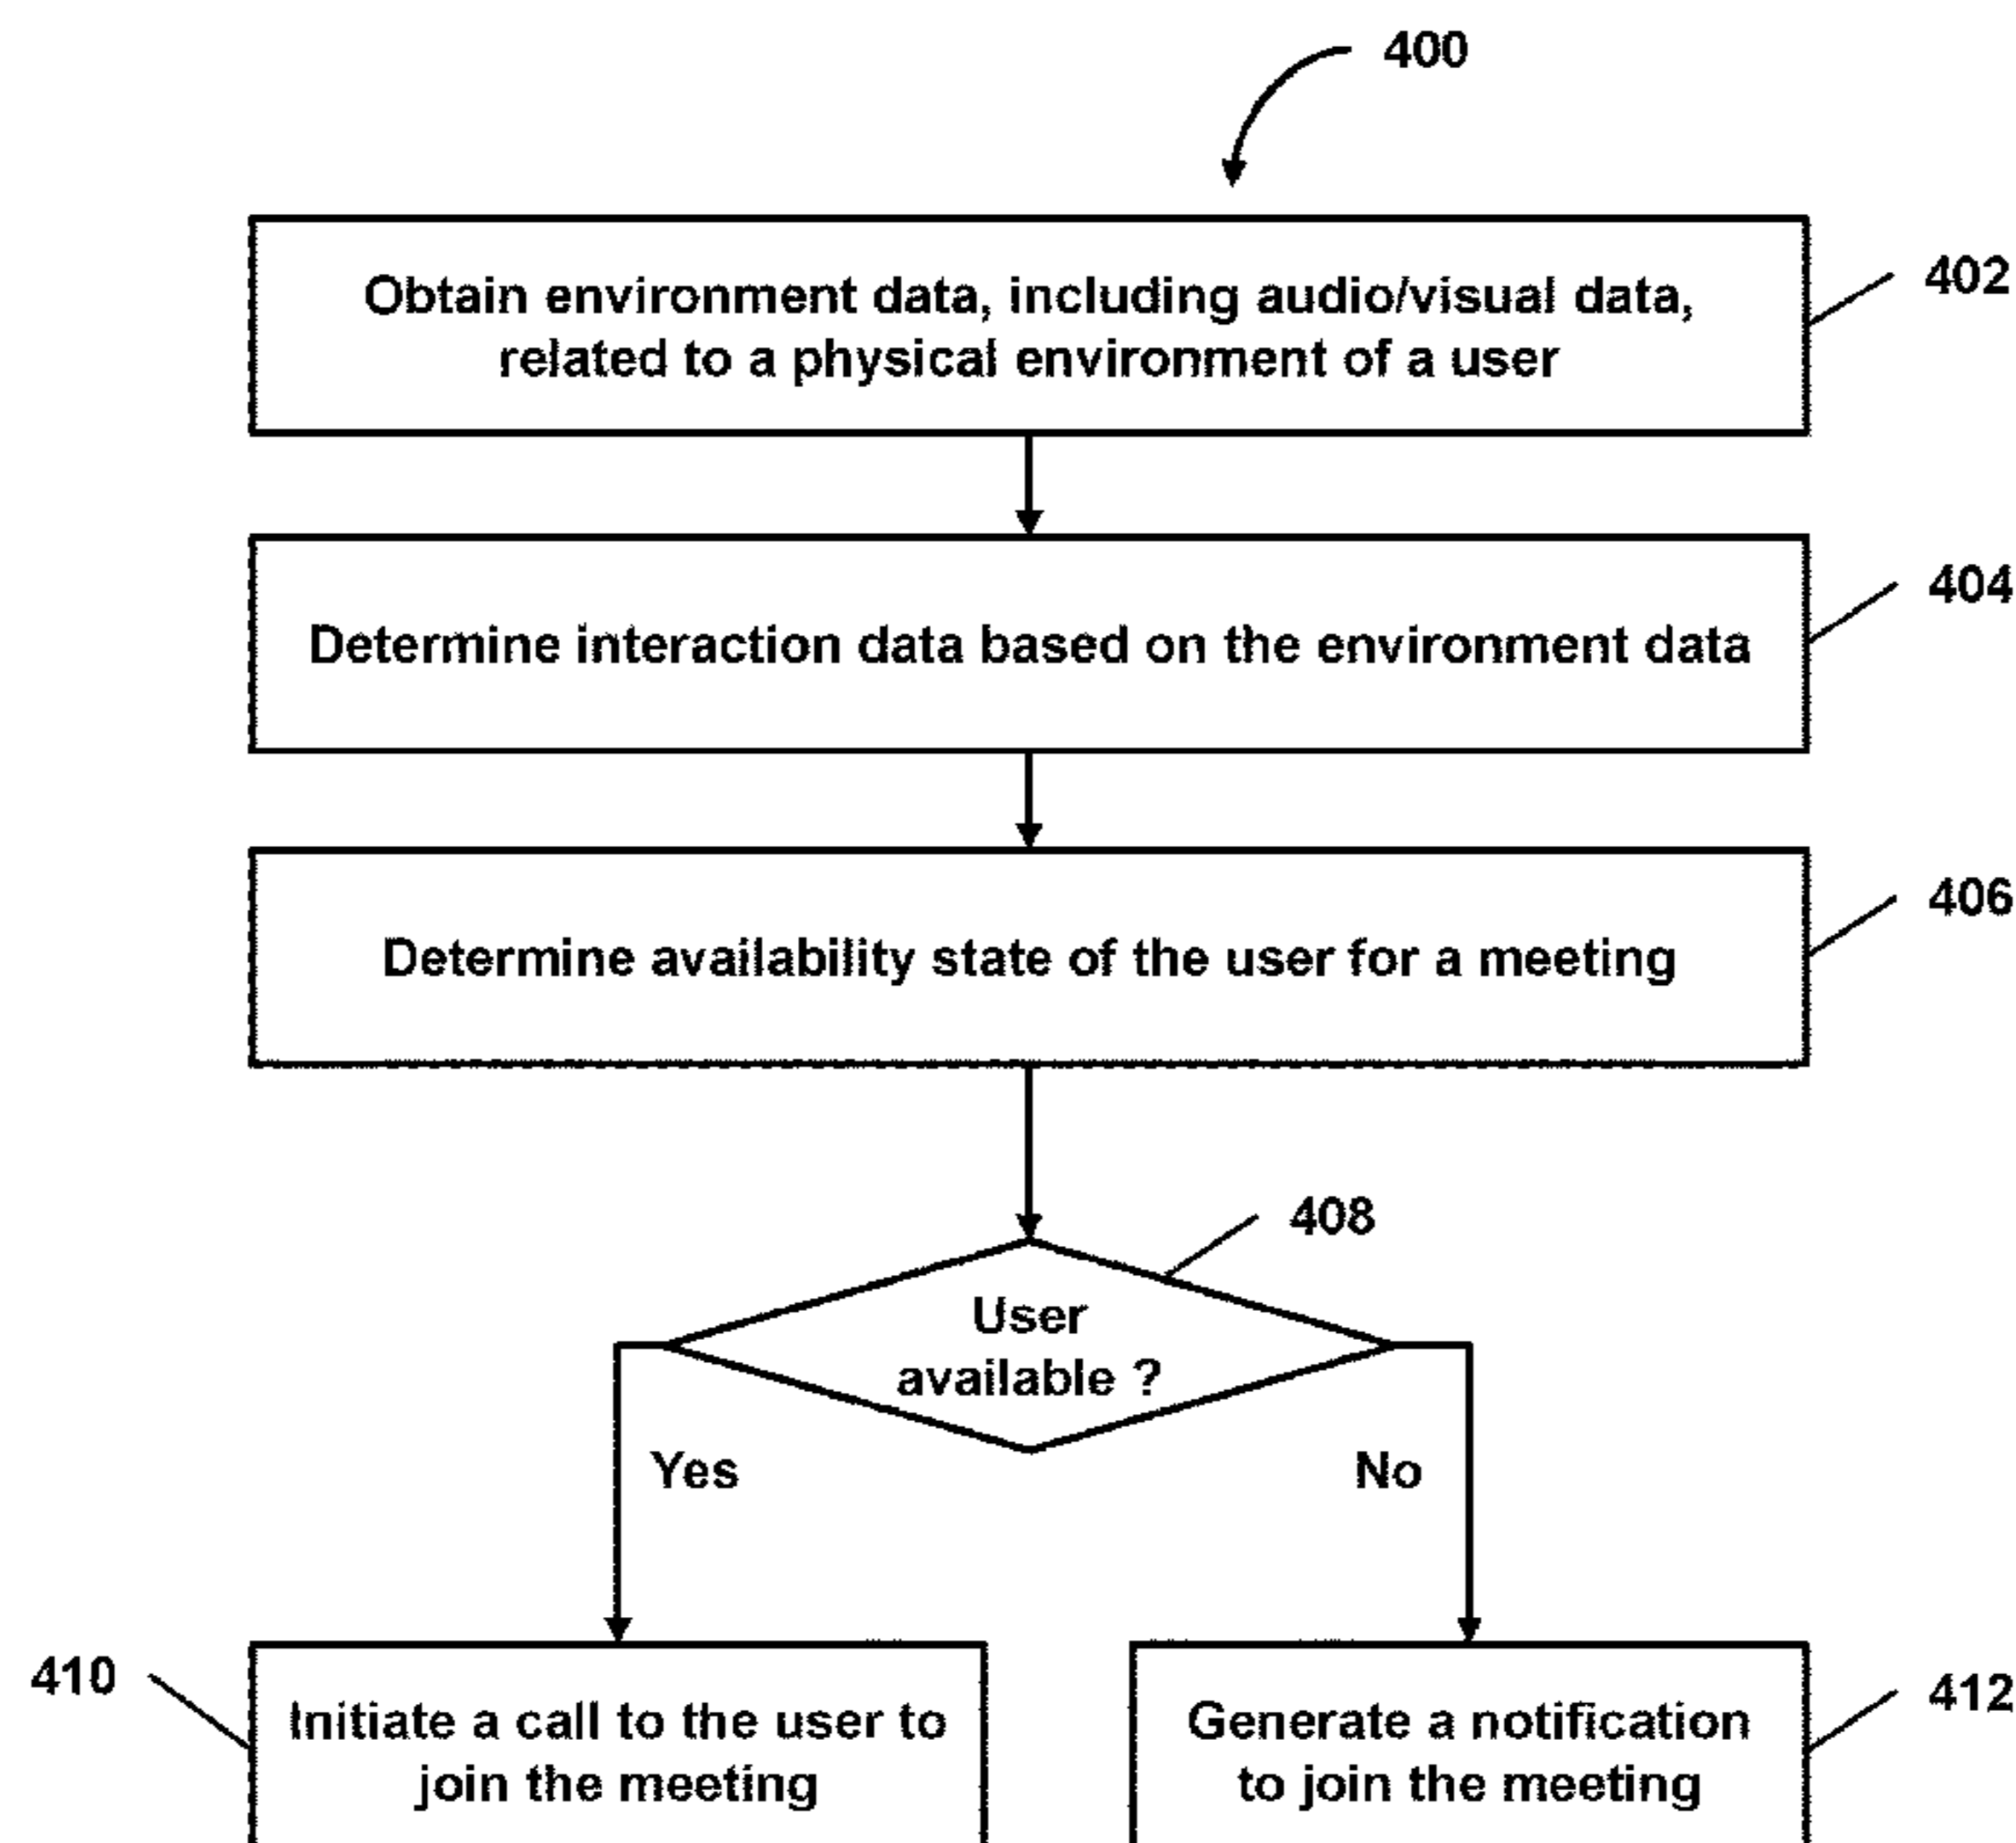 400
Obtain environment data, including audio/visual data,
related to a physical environment of a user
402
Determine interaction data based on the environment data
404
Determine availability state of the user for a meeting
406
408
User
available ?
Yes
No
410
Initiate a call to the user to
join the meeting
Generate a notification
to join the meeting
412